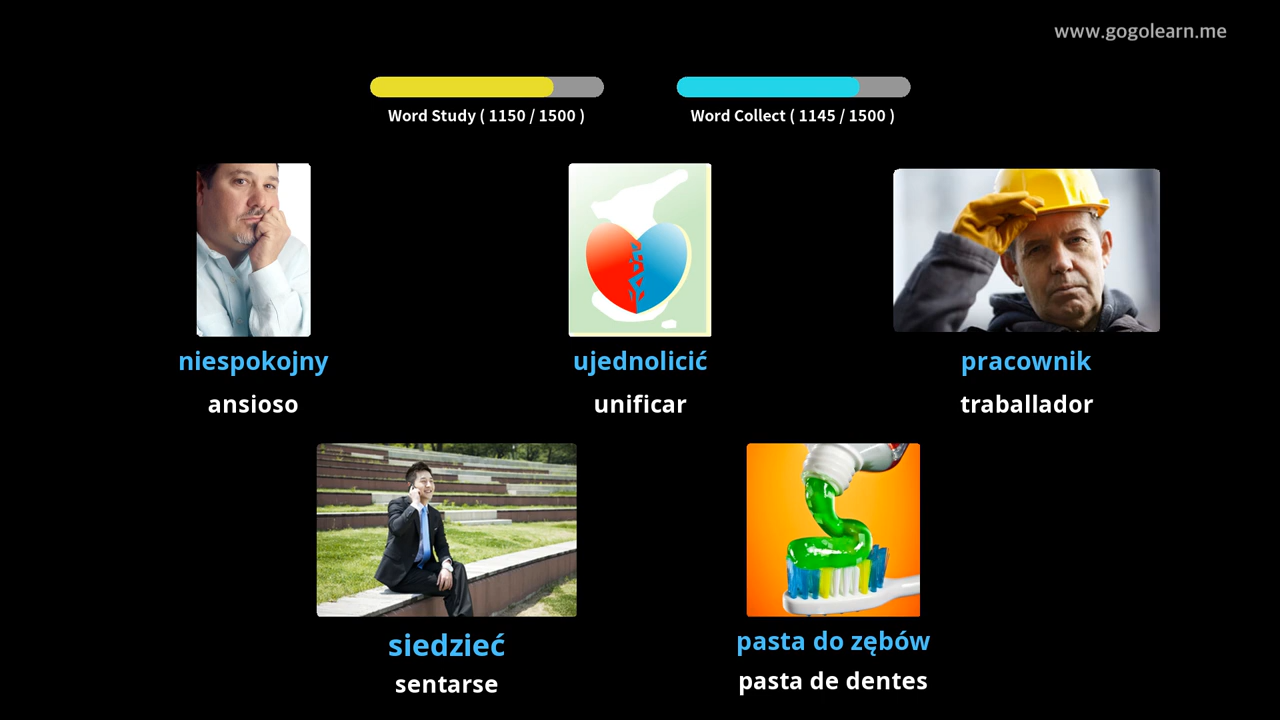 www.gogolearn.me
Word Study ( 1150 / 1500 )
Word Collect ( 1145 / 1500 )
niespokojny
ansioso
ujednolicić
unificar
pracownik
traballador
siedzieć
sentarse
pasta do zębów
pasta de dentes